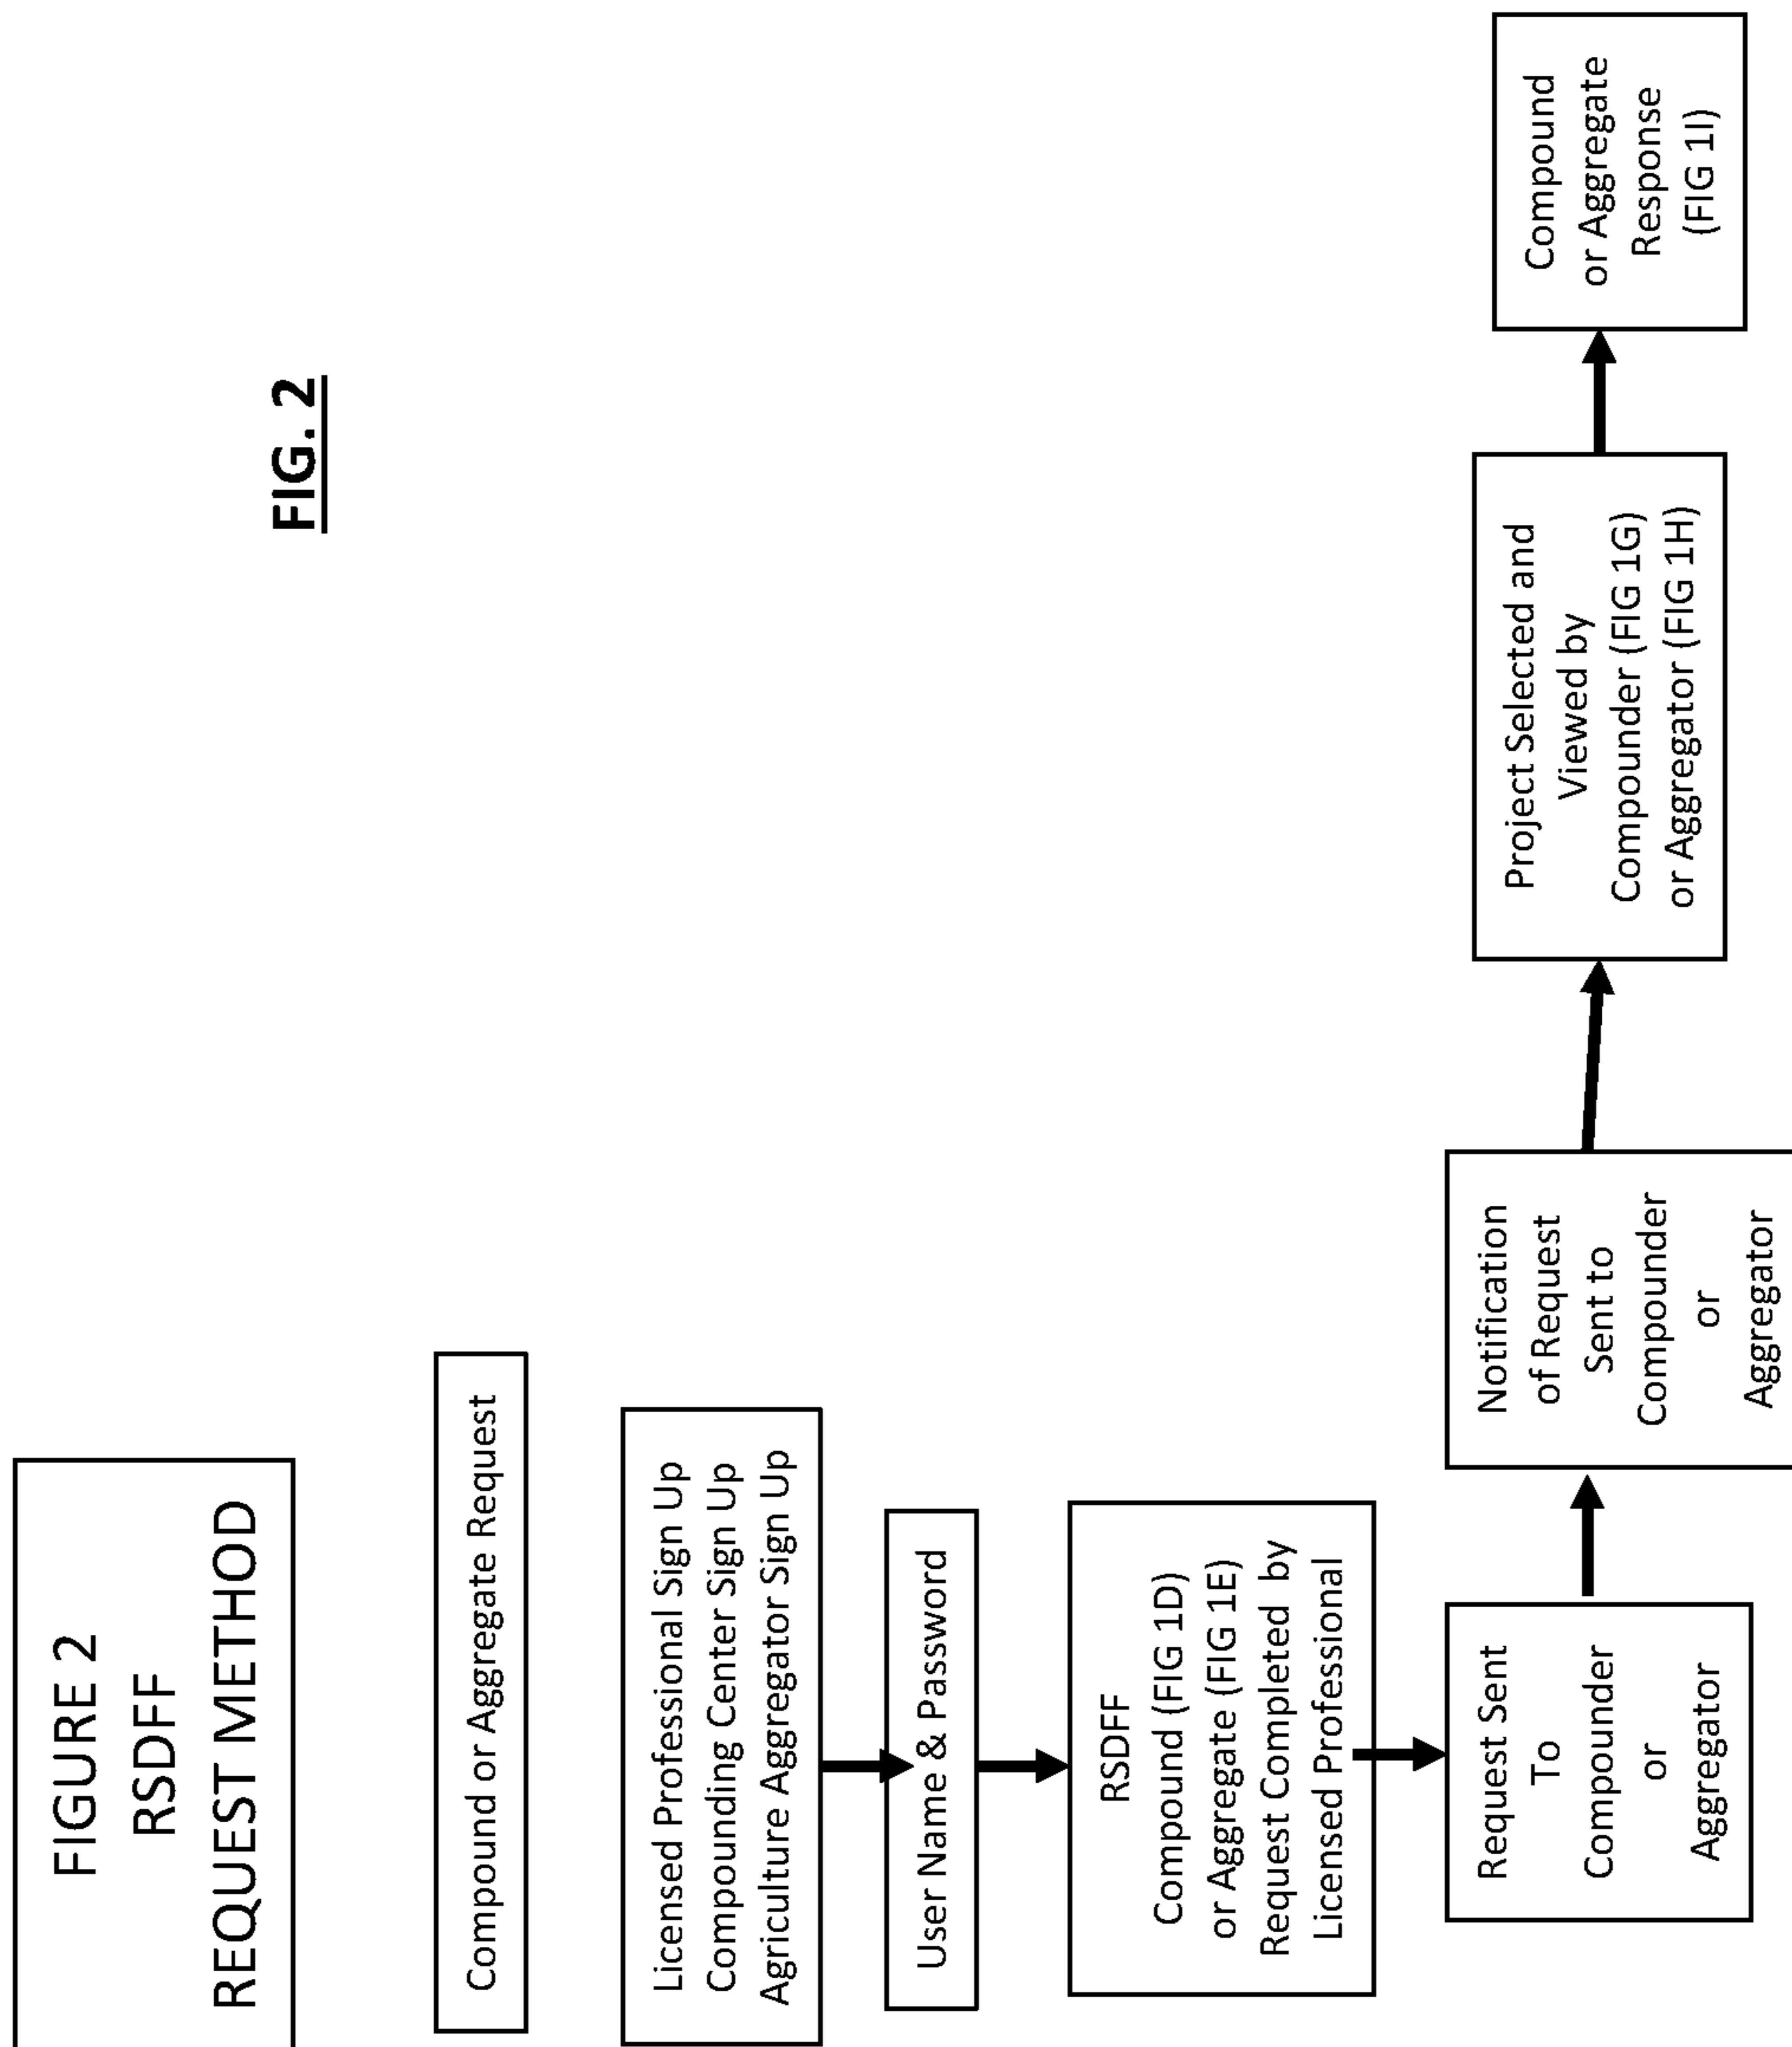 FIGURE 2
RSDFF
REQUEST METHOD
FIG. 2
Compound or Aggregate Request
Licensed Professional Sign Up
Compounding Center Sign Up
Agriculture Aggregator Sign Up
User Name & Password
RSDFF
Compound (FIG 1D)
or Aggregate (FIG 1E)
Request Completed by
Licensed Professional
Request Sent
To
Compounder
or
Aggregator
Notification
of Request
Sent to
Compounder
or
Aggregator
Project Selected and
Viewed by
Compounder (FIG 1G)
or Aggregator (FIG 1H)
Compound
or Aggregate
Response
(FIG 1I)